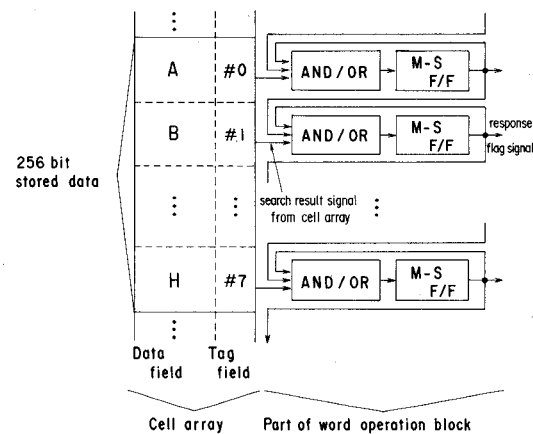 A #0 AND/OR M-S F/F
B #1 AND/OR M-S F/F
response
flag signal
256 bit
stored data
search result signal
from cell array
H #7 AND/OR M-S F/F
Data field
Tag field
Cell array
Part of word operation block